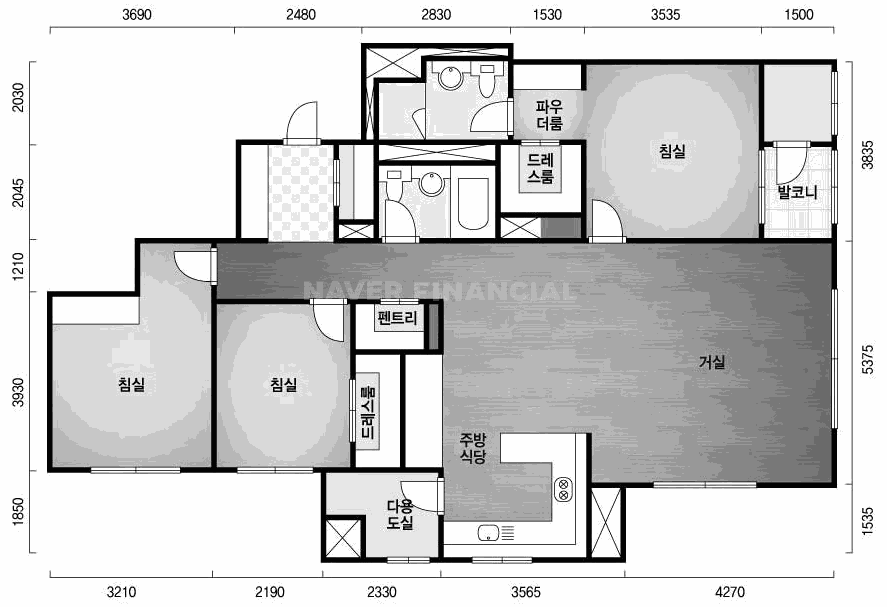 3690 2480 2830 1530 3535 1500
2030
2045
1210
3930
1850
3835
5375
1535
파우
더룸
드레
스룸
침실
발코니
NAVER FINANCIAL
펜트리
침실
침실
드레스룸
거실
주방
식당
다용
도실
3210 2190 2330 3565 4270